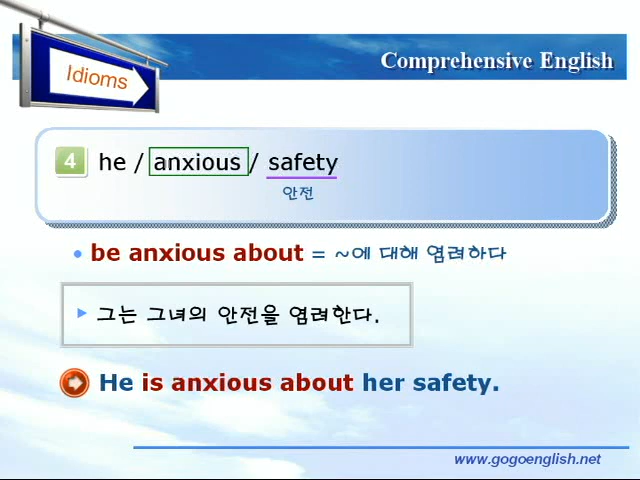 Idioms
Comprehensive English
4 he / anxious / safety
안전
• be anxious about = ~에 대해 염려하다
그는 그녀의 안전을 염려한다.
He is anxious about her safety.
www.gogoenglish.net